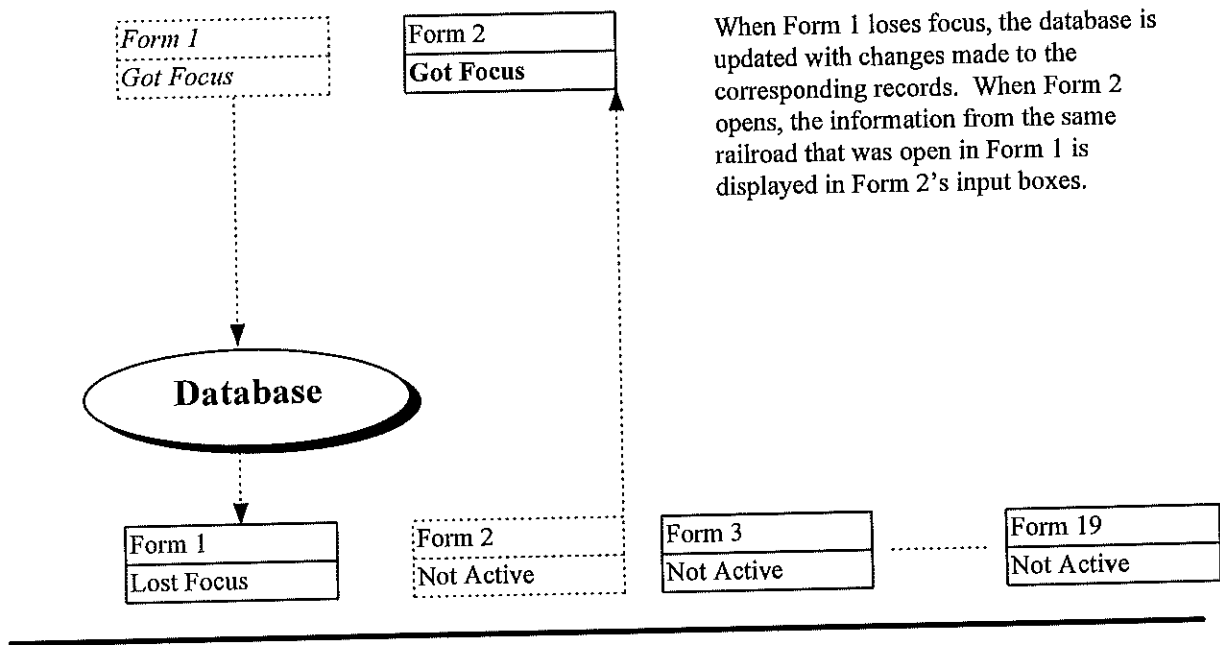 Form 1
Got Focus
Form 2
Got Focus
When Form 1 loses focus, the database is
updated with changes made to the
corresponding records. When Form 2
opens, the information from the same
railroad that was open in Form 1 is
displayed in Form 2's input boxes.
Database
Form 1
Lost Focus
Form 2
Not Active
Form 3
Not Active
Form 19
Not Active